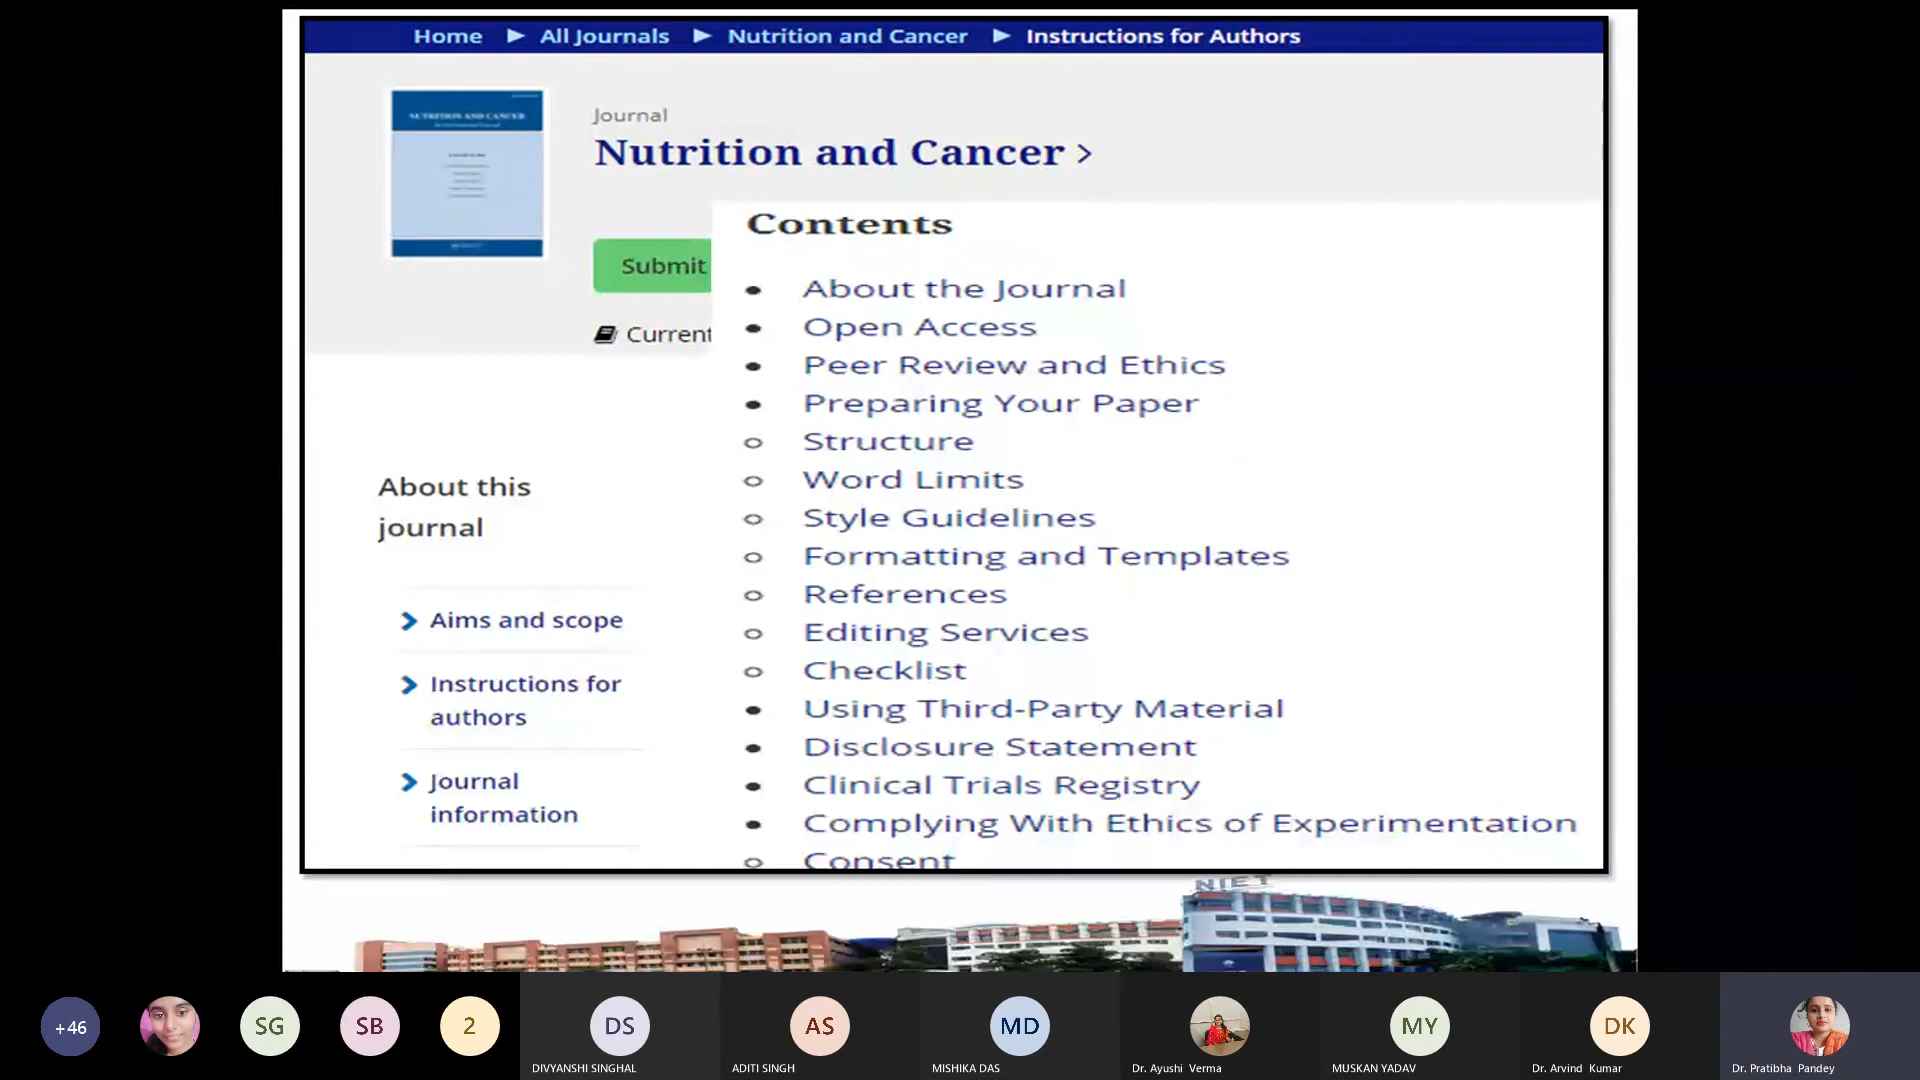 Home ▶ All Journals ▶ Nutrition and Cancer ▶ Instructions for Authors
NUTRITION AND CANCER
Journal
Nutrition and Cancer >
Submit
Current
About this
journal
Aims and scope
Instructions for
authors
Journal
information
Contents
• About the Journal
• Open Access
• Peer Review and Ethics
• Preparing Your Paper
○ Structure
○ Word Limits
○ Style Guidelines
○ Formatting and Templates
○ References
○ Editing Services
○ Checklist
• Using Third-Party Material
• Disclosure Statement
• Clinical Trials Registry
• Complying With Ethics of Experimentation
○ Consent
NIET
+46
SG
SB
2
DS
DIVYANSHI SINGHAL
AS
ADITI SINGH
MD
MISHIKA DAS
Dr. Ayushi Verma
MY
MUSKAN YADAV
DK
Dr. Arvind Kumar
Dr. Pratibha Pandey